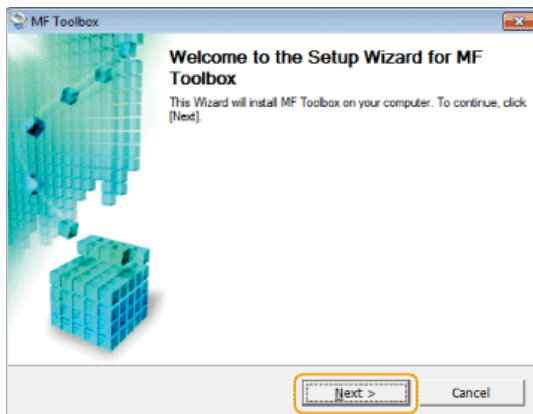 MF Toolbox
Welcome to the Setup Wizard for MF
Toolbox
This Wizard will install MF Toolbox on your computer. To continue, click
[Next].
Next >
Cancel